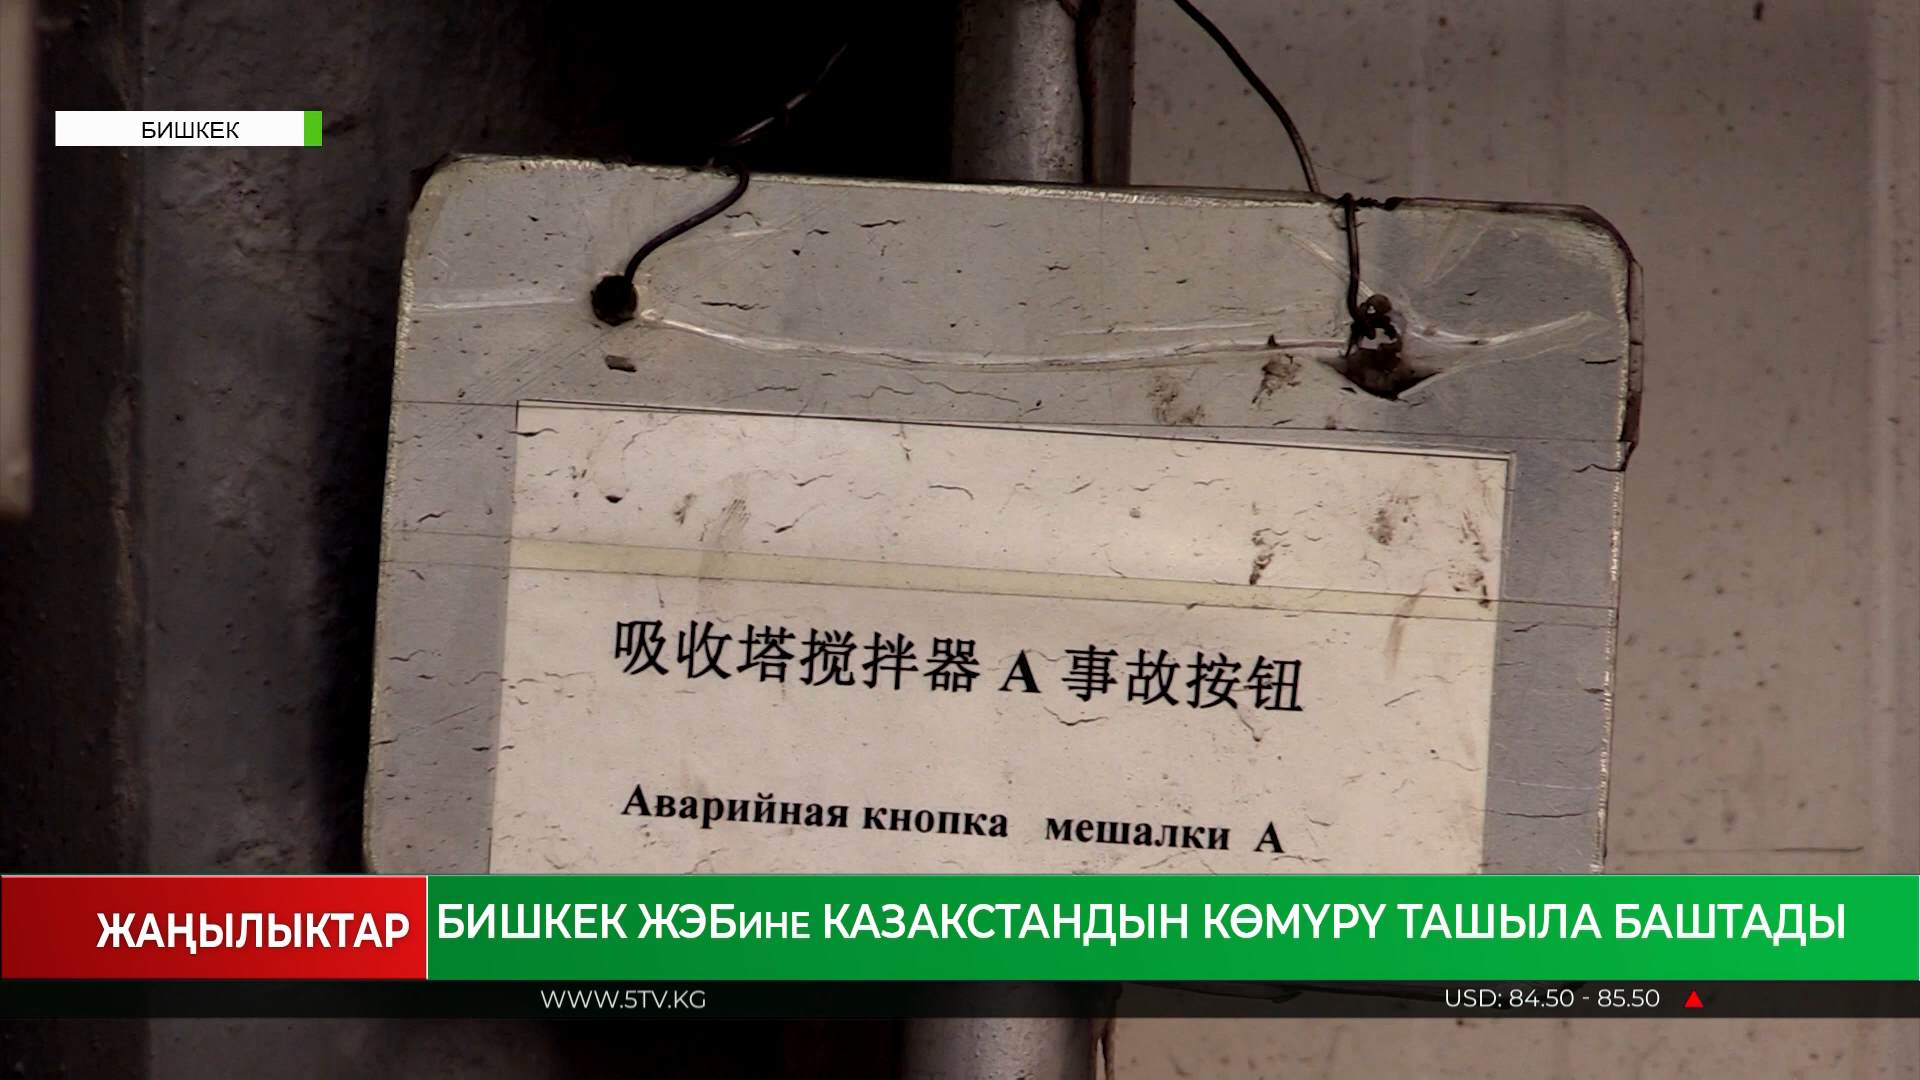 БИШКЕК
吸收塔搅拌器 A 事故按钮
Аварийная кнопка мешалки А
ЖАҢЫЛЫКТАР
БИШКЕК ЖЭБИНЕ КАЗАКСТАНДЫН КӨМҮРҮ ТАШЫЛА БАШТАДЫ
WWW.5TV.KG
USD: 84.50 - 85.50